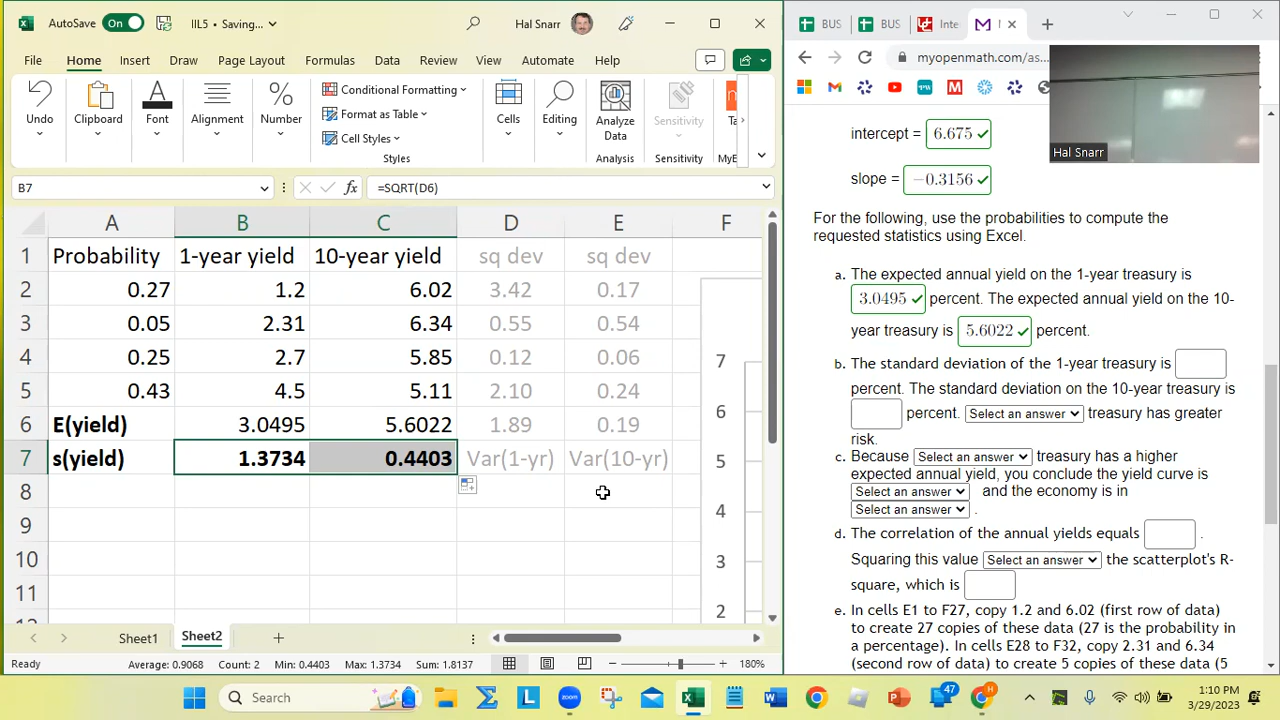 AutoSave On IIL5 • Saving... Hal Snarr
File Home Insert Draw Page Layout Formulas Data Review View Automate Help
Undo Clipboard Font Alignment Number Conditional Formatting Format as Table Cell Styles Styles Cells Editing Analyze Data Analysis Sensitivity Sensitivity Ta MyE
B7 fx =SQRT(D6)
A B C D E F
1 Probability 1-year yield 10-year yield sq dev sq dev
2 0.27 1.2 6.02 3.42 0.17
3 0.05 2.31 6.34 0.55 0.54
4 0.25 2.7 5.85 0.12 0.06
5 0.43 4.5 5.11 2.10 0.24
6 E(yield) 3.0495 5.6022 1.89 0.19
7 s(yield) 1.3734 0.4403 Var(1-yr) Var(10-yr)
8
9
10
11
7
6
5
4
3
2
Sheet1 Sheet2
Ready Average: 0.9068 Count: 2 Min: 0.4403 Max: 1.3734 Sum: 1.8137 180%
BUS BUS Inte M
myopenmath.com/as...
Hal Snarr
intercept = 6.675
slope = −0.3156
For the following, use the probabilities to compute the
requested statistics using Excel.
a. The expected annual yield on the 1-year treasury is
3.0495 percent. The expected annual yield on the 10-
year treasury is 5.6022 percent.
b. The standard deviation of the 1-year treasury is
percent. The standard deviation on the 10-year treasury is
percent. Select an answer treasury has greater
risk.
c. Because Select an answer treasury has a higher
expected annual yield, you conclude the yield curve is
Select an answer and the economy is in
Select an answer .
d. The correlation of the annual yields equals .
Squaring this value Select an answer the scatterplot's R-
square, which is
e. In cells E1 to F27, copy 1.2 and 6.02 (first row of data)
to create 27 copies of these data (27 is the probability in
a percentage). In cells E28 to F32, copy 2.31 and 6.34
(second row of data) to create 5 copies of these data (5
Search 47 1:10 PM
3/29/2023